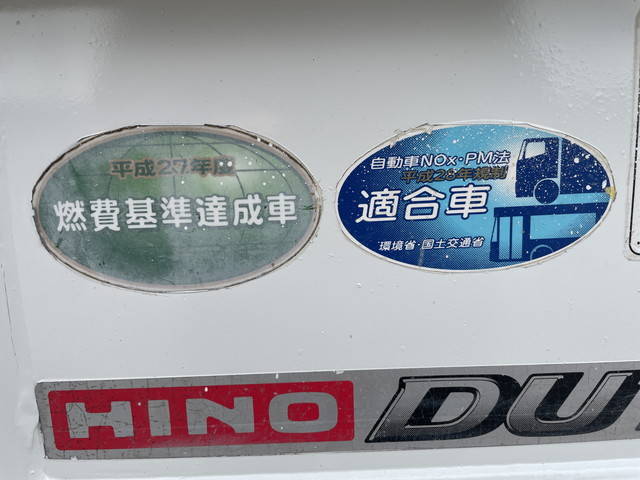 平成27年度
燃費基準達成車
自動車NOx・PM法
平成28年規制
適合車
環境省・国土交通省
HINO DU